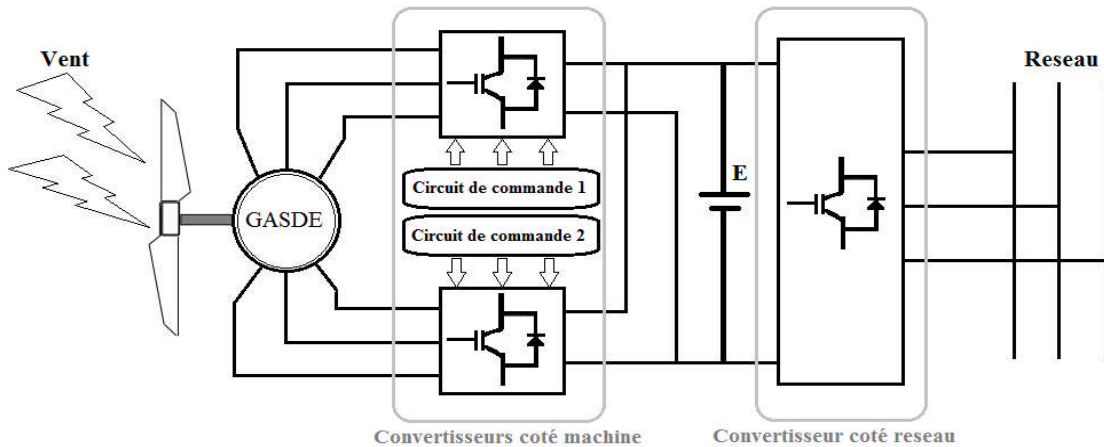 Vent
Reseau
Circuit de commande 1
E
GASDE
Circuit de commande 2
Convertisseurs coté machine
Convertisseur coté reseau